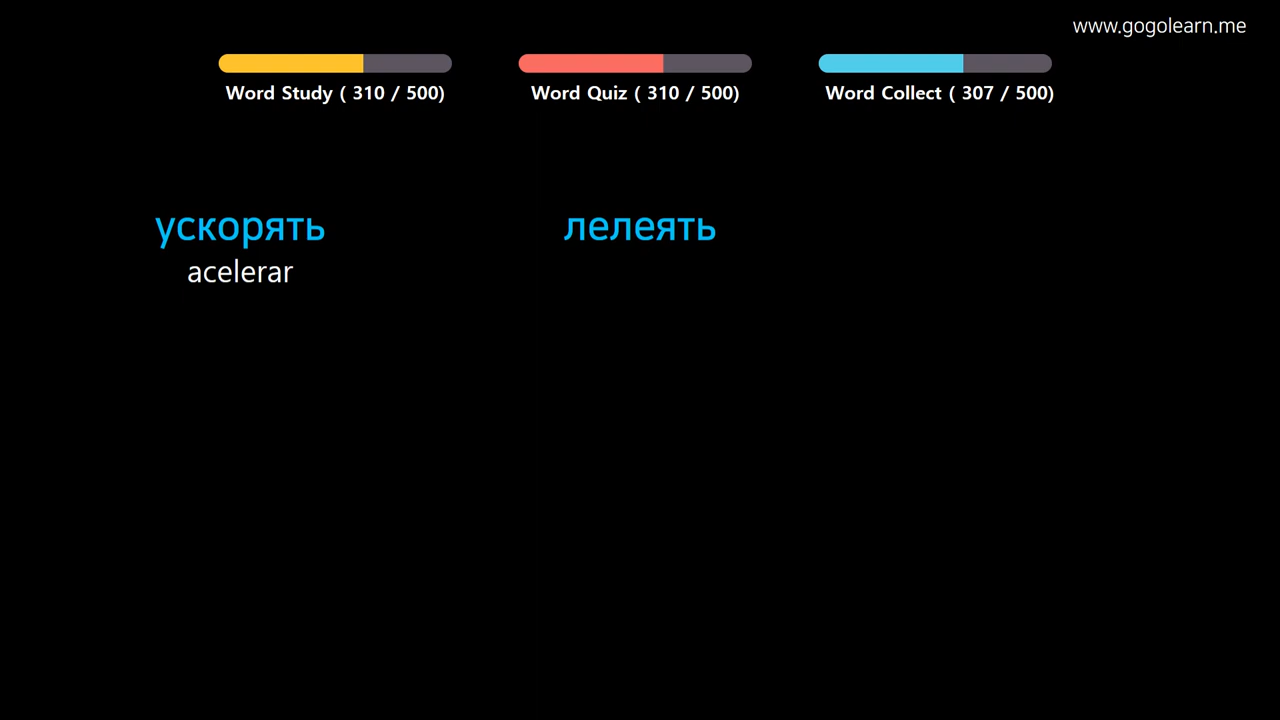 www.gogolearn.me
Word Study ( 310 / 500)
Word Quiz ( 310 / 500)
Word Collect ( 307 / 500)
ускорять
лелеять
acelerar